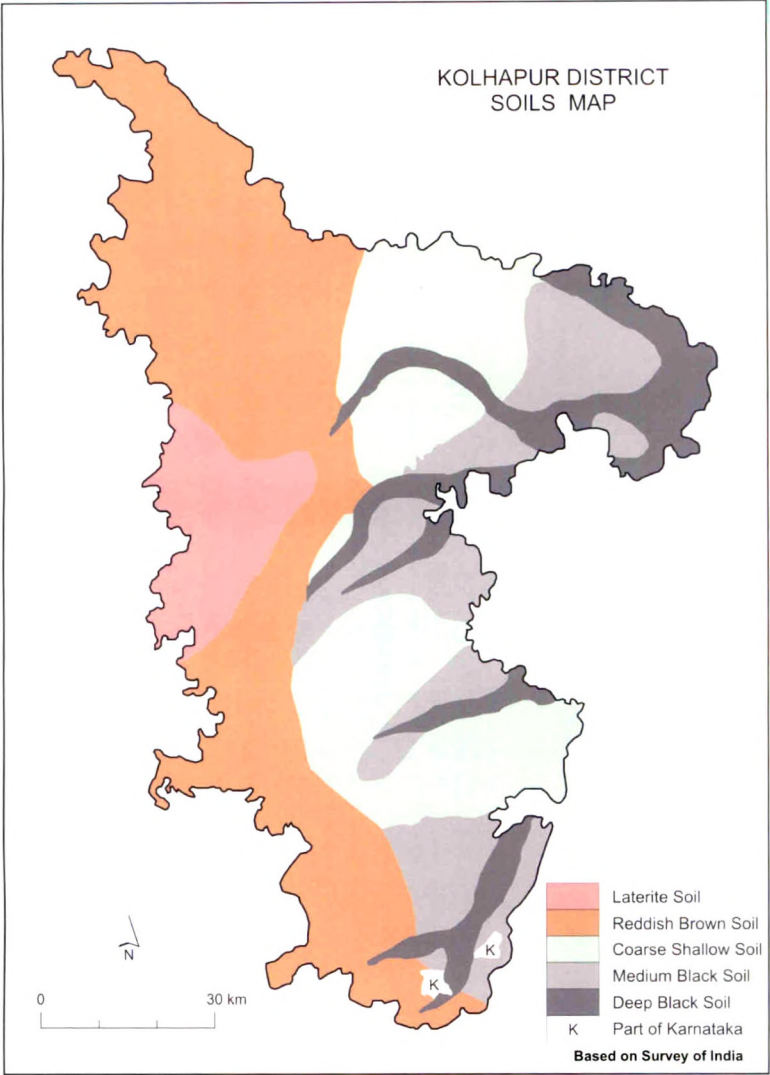 KOLHAPUR DISTRICT
SOILS MAP
K
K
N
0 30 km
Laterite Soil
Reddish Brown Soil
Coarse Shallow Soil
Medium Black Soil
Deep Black Soil
K Part of Karnataka
Based on Survey of India